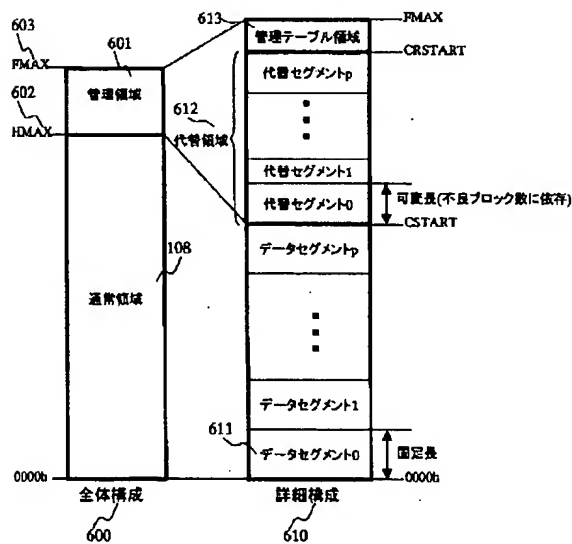 603
FMAX
601
管理領域
602
HMAX
108
通常領域
0000h
全体構成
600
613
FMAX
管理テーブル領域
CRSTART
代替セグメントp
612
代替領域
代替セグメント1
代替セグメント0
可変長(不良ブロック数に依存)
CSTART
データセグメントp
データセグメント1
611
データセグメント0
固定長
0000h
詳細構成
610